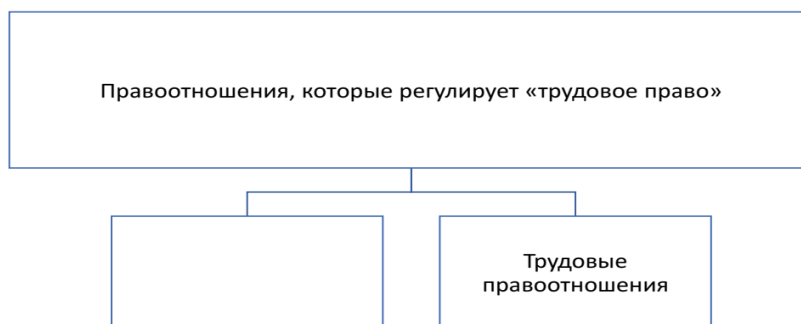 Правоотношения, которые регулирует «трудовое право»
Трудовые
правоотношения